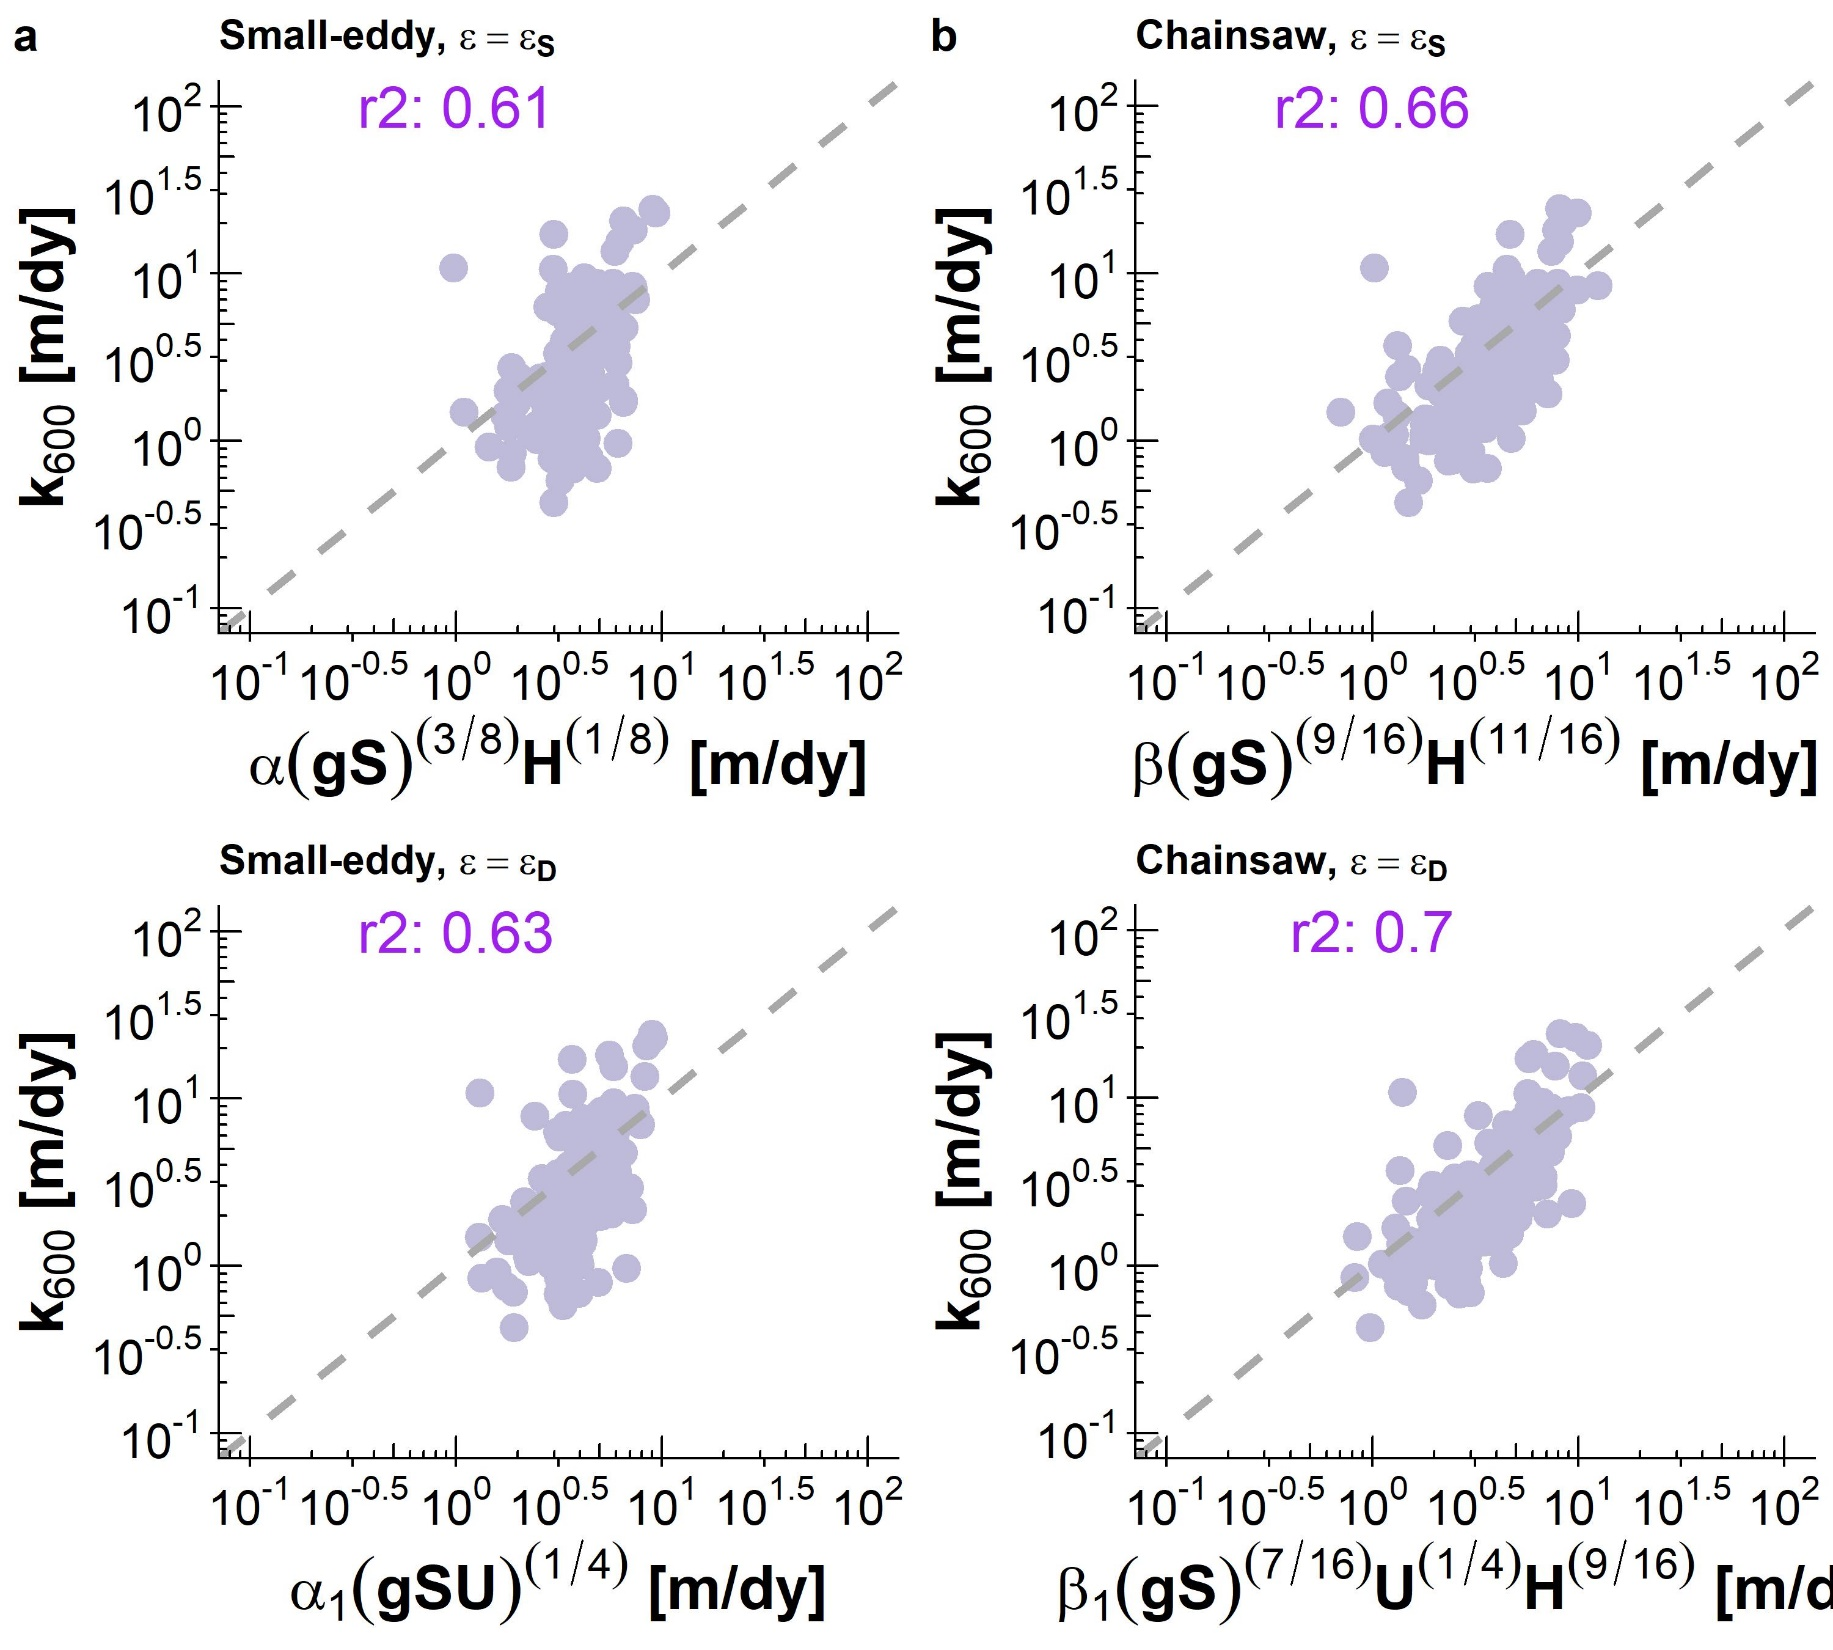 a
Small-eddy, ε = εS
r2: 0.61
k600 [m/dy]
10^2
10^1.5
10^1
10^0.5
10^0
10^-0.5
10^-1
10^-1 10^-0.5 10^0 10^0.5 10^1 10^1.5 10^2
α(gS)^(3/8)H^(1/8) [m/dy]
b
Chainsaw, ε = εS
r2: 0.66
k600 [m/dy]
10^2
10^1.5
10^1
10^0.5
10^0
10^-0.5
10^-1
10^-1 10^-0.5 10^0 10^0.5 10^1 10^1.5 10^2
β(gS)^(9/16)H^(11/16) [m/dy]
Small-eddy, ε = εD
r2: 0.63
k600 [m/dy]
10^2
10^1.5
10^1
10^0.5
10^0
10^-0.5
10^-1
10^-1 10^-0.5 10^0 10^0.5 10^1 10^1.5 10^2
α1(gSU)^(1/4) [m/dy]
Chainsaw, ε = εD
r2: 0.7
k600 [m/dy]
10^2
10^1.5
10^1
10^0.5
10^0
10^-0.5
10^-1
10^-1 10^-0.5 10^0 10^0.5 10^1 10^1.5 10^2
β1(gS)^(7/16)U^(1/4)H^(9/16) [m/d